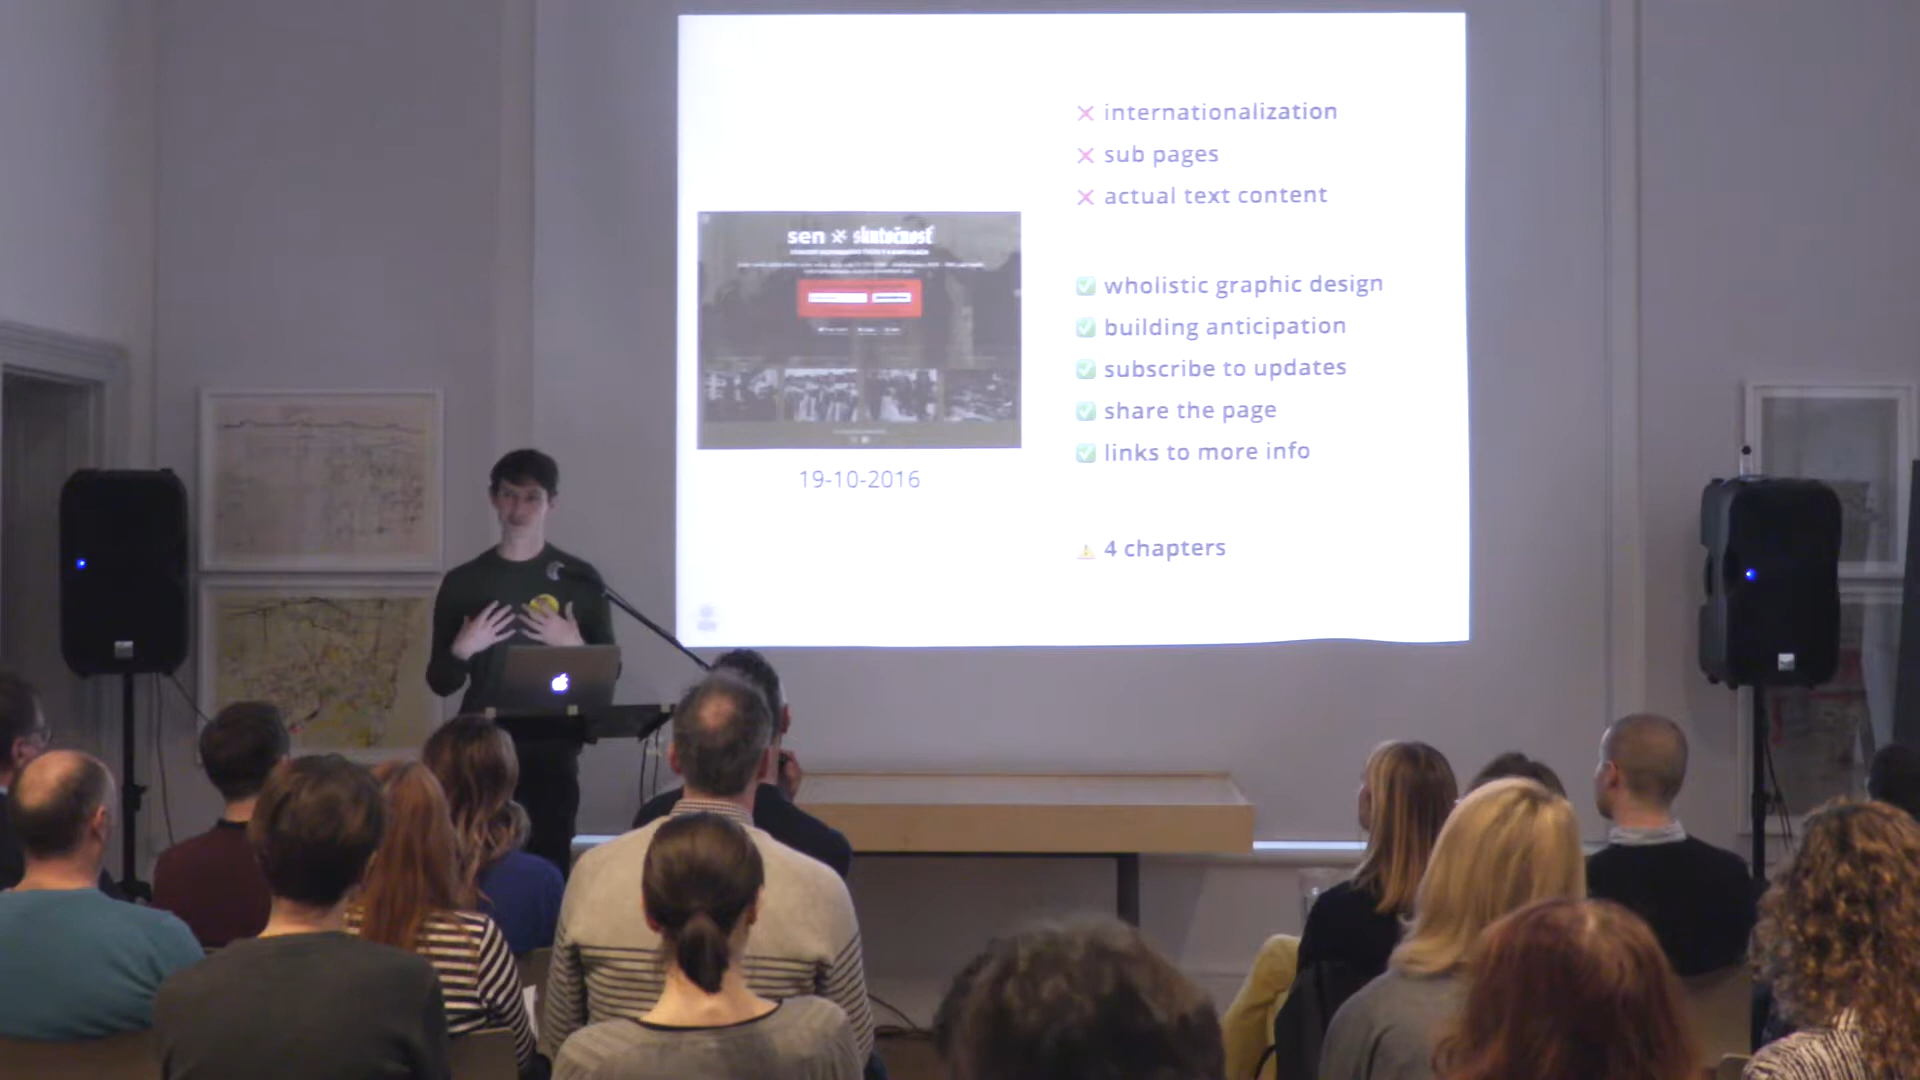 internationalization
sub pages
actual text content
sen × skutočnosť
wholistic graphic design
building anticipation
subscribe to updates
share the page
links to more info
19-10-2016
4 chapters